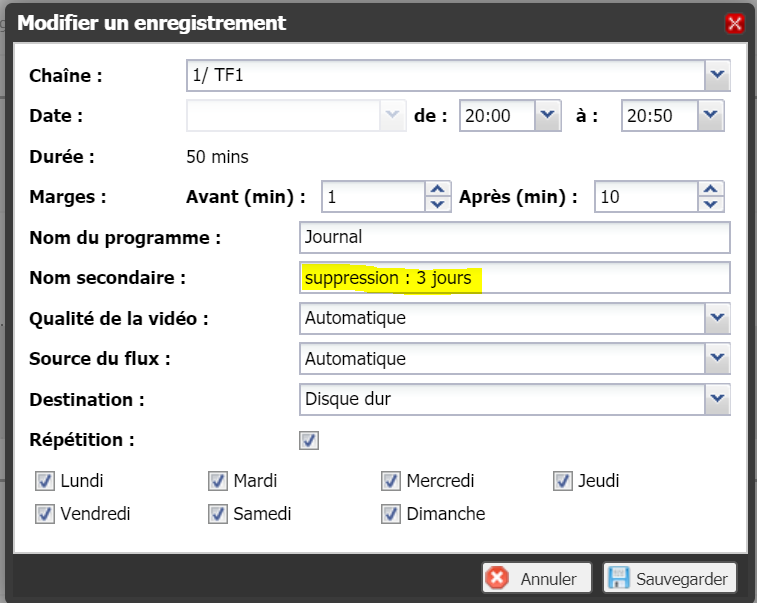 Modifier un enregistrement
Chaîne : 1/ TF1
Date : de : 20:00 à : 20:50
Durée : 50 mins
Marges : Avant (min) : 1 Après (min) : 10
Nom du programme : Journal
Nom secondaire : suppression : 3 jours
Qualité de la vidéo : Automatique
Source du flux : Automatique
Destination : Disque dur
Répétition :
Lundi Mardi Mercredi Jeudi
Vendredi Samedi Dimanche
Annuler Sauvegarder